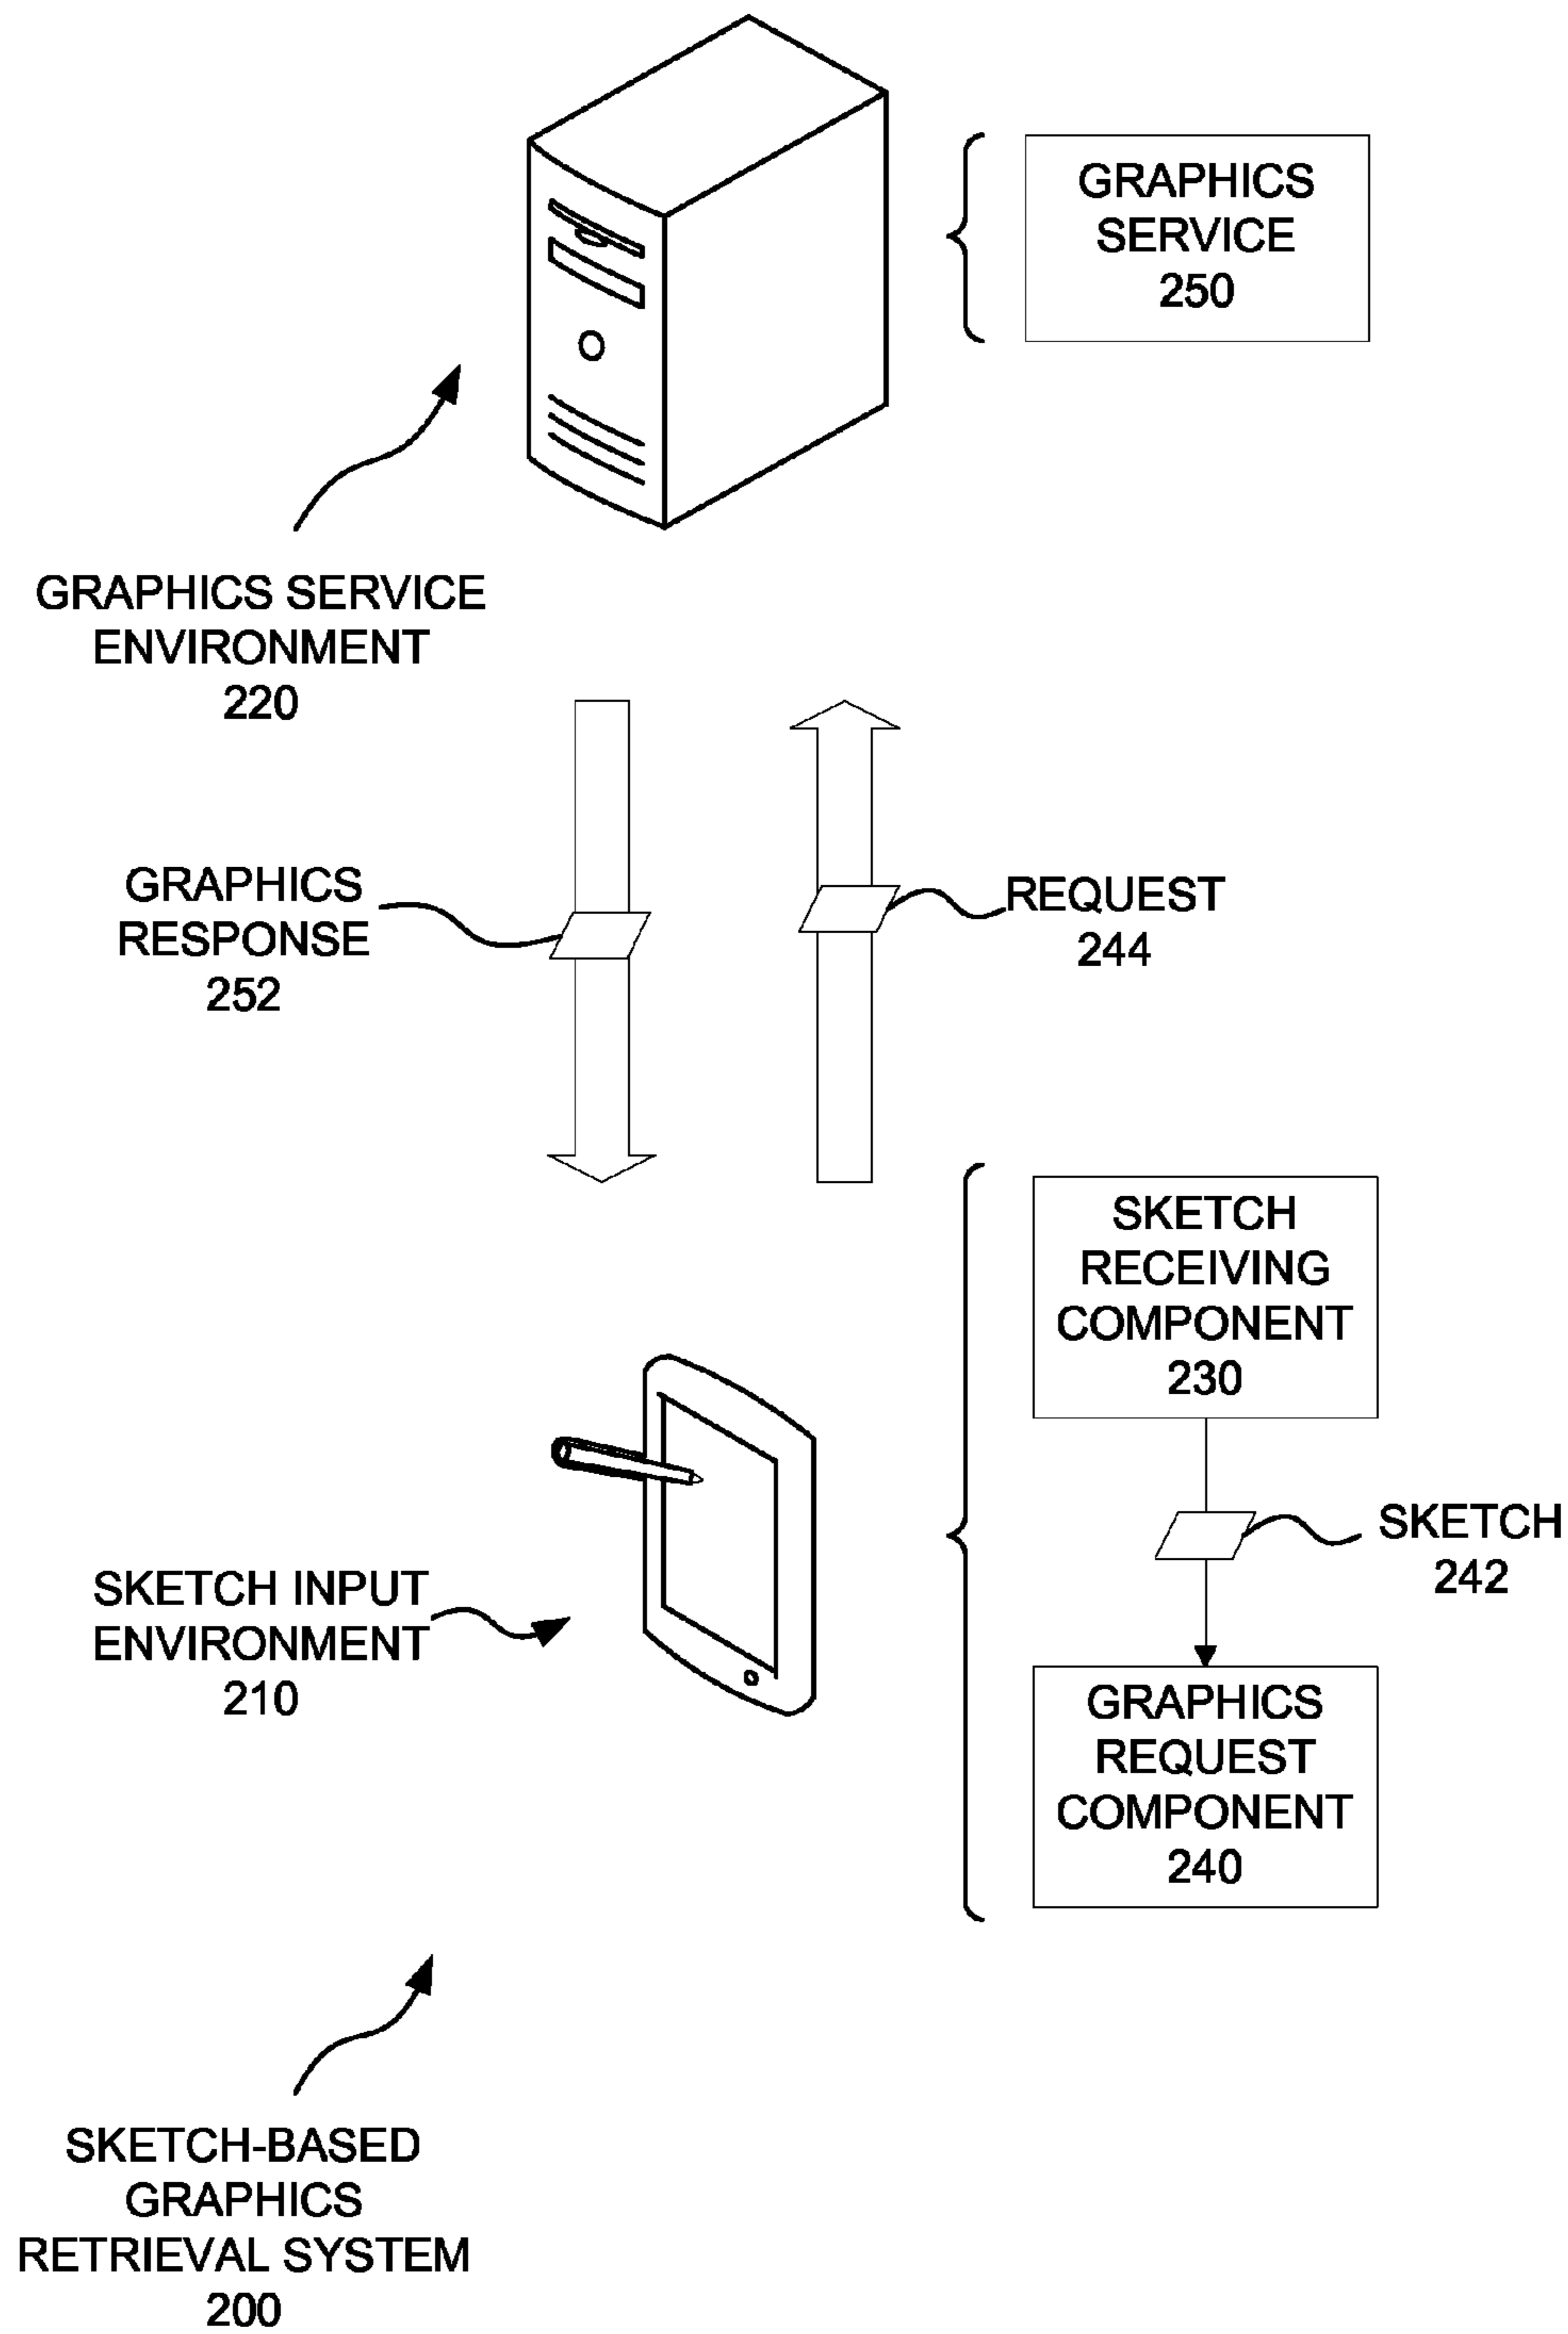 GRAPHICS
SERVICE
250
GRAPHICS SERVICE
ENVIRONMENT
220
GRAPHICS
RESPONSE
252
REQUEST
244
SKETCH
RECEIVING
COMPONENT
230
SKETCH
242
SKETCH INPUT
ENVIRONMENT
210
GRAPHICS
REQUEST
COMPONENT
240
SKETCH-BASED
GRAPHICS
RETRIEVAL SYSTEM
200